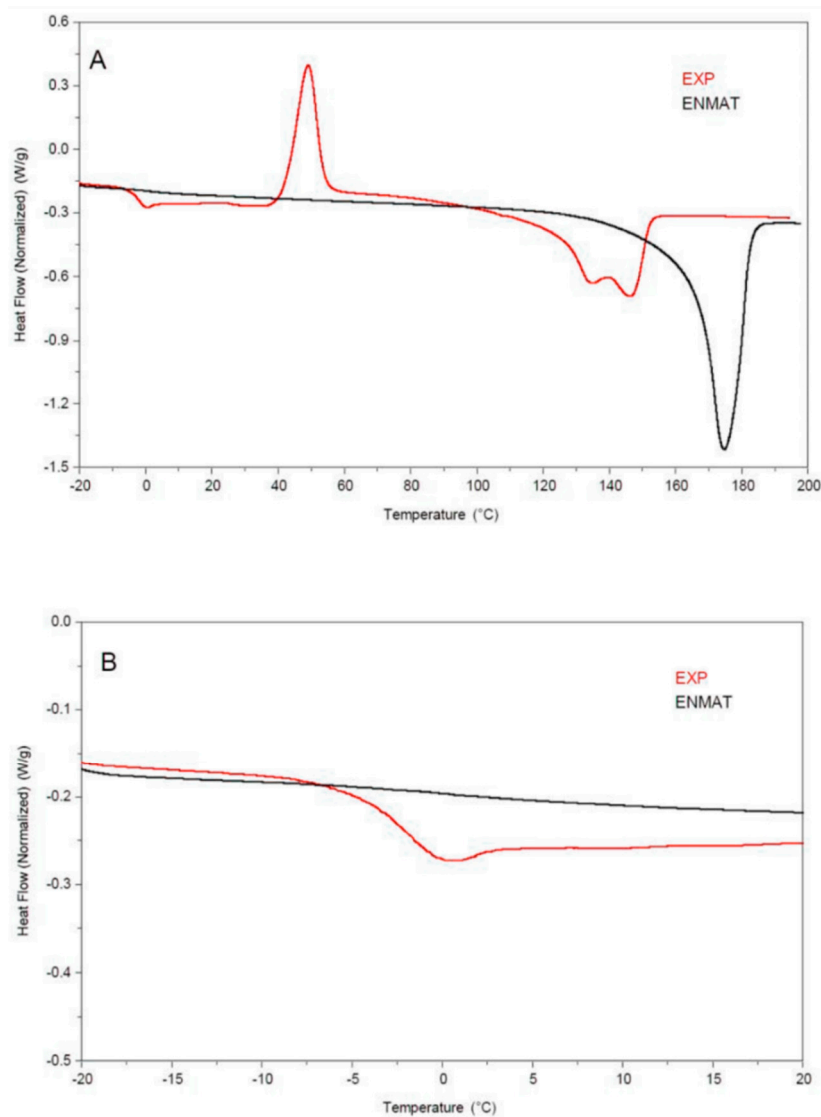 A
EXP
ENMAT
0.6
0.3
0.0
-0.3
-0.6
-0.9
-1.2
-1.5
Heat Flow (Normalized) (W/g)
-20 0 20 40 60 80 100 120 140 160 180 200
Temperature (°C)
B
EXP
ENMAT
0.0
-0.1
-0.2
-0.3
-0.4
-0.5
Heat Flow (Normalized) (W/g)
-20 -15 -10 -5 0 5 10 15 20
Temperature (°C)